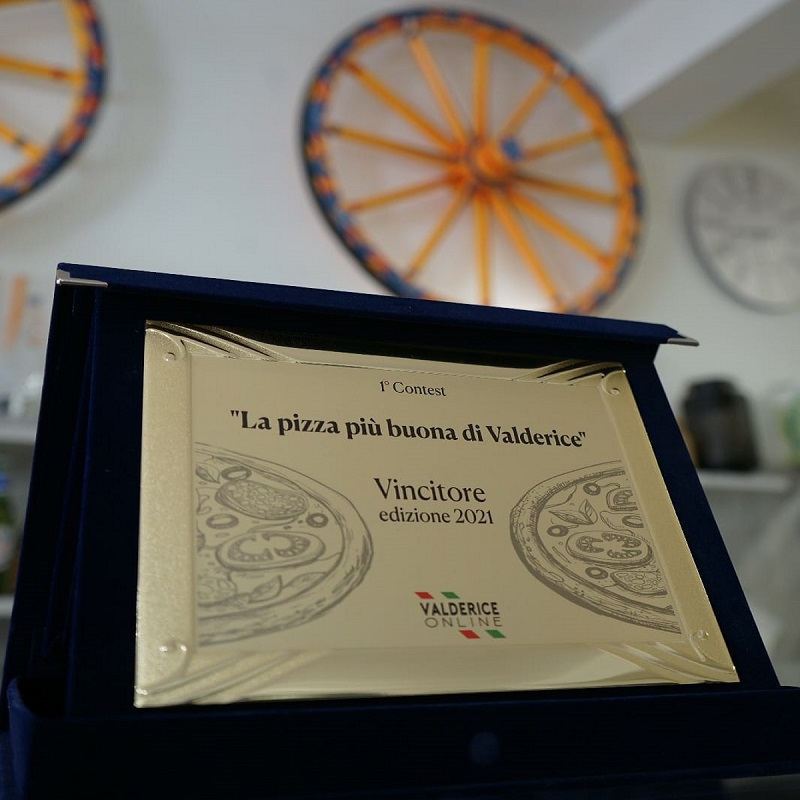 1° Contest
"La pizza più buona di Valderice"
Vincitore
edizione 2021
VALDERICE
ONLINE